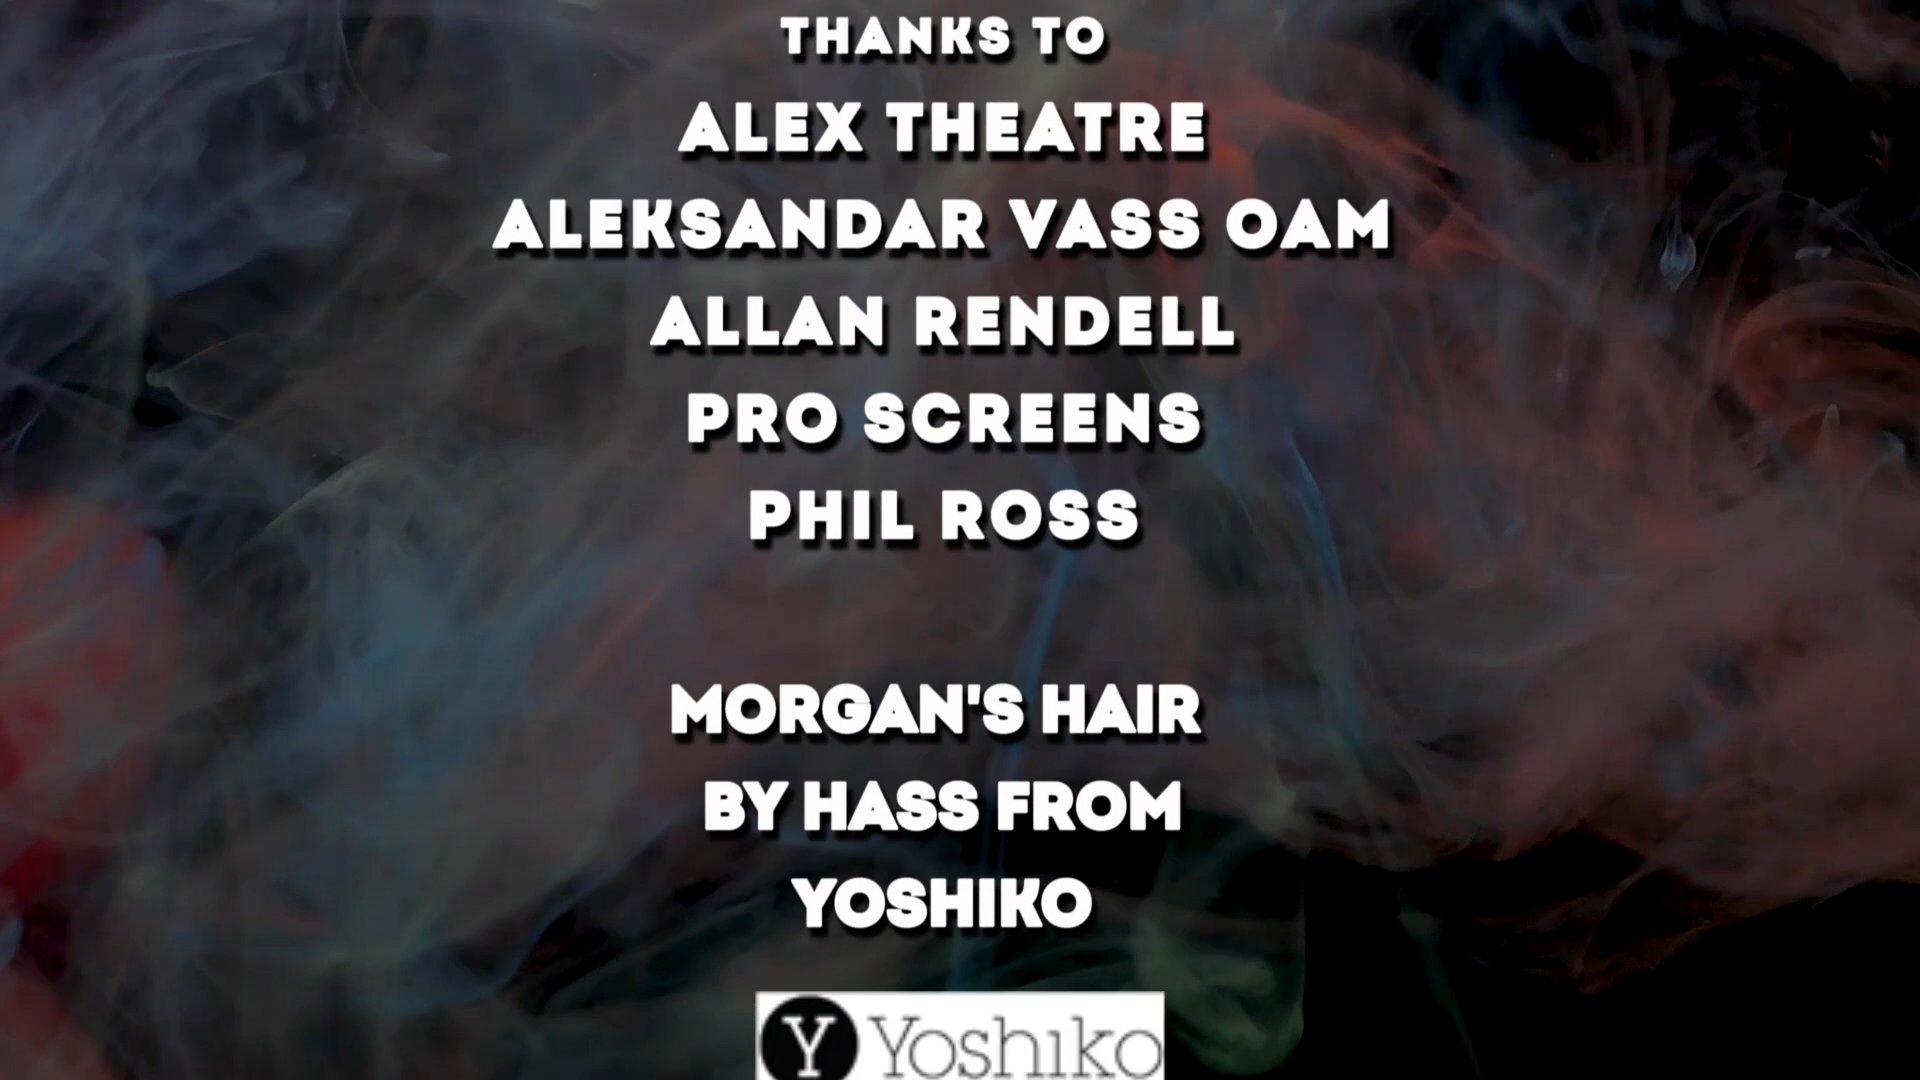 THANKS TO
ALEX THEATRE
ALEKSANDAR VASS OAM
ALLAN RENDELL
PRO SCREENS
PHIL ROSS
MORGAN'S HAIR
BY HASS FROM
YOSHIKO
Y Yoshiko